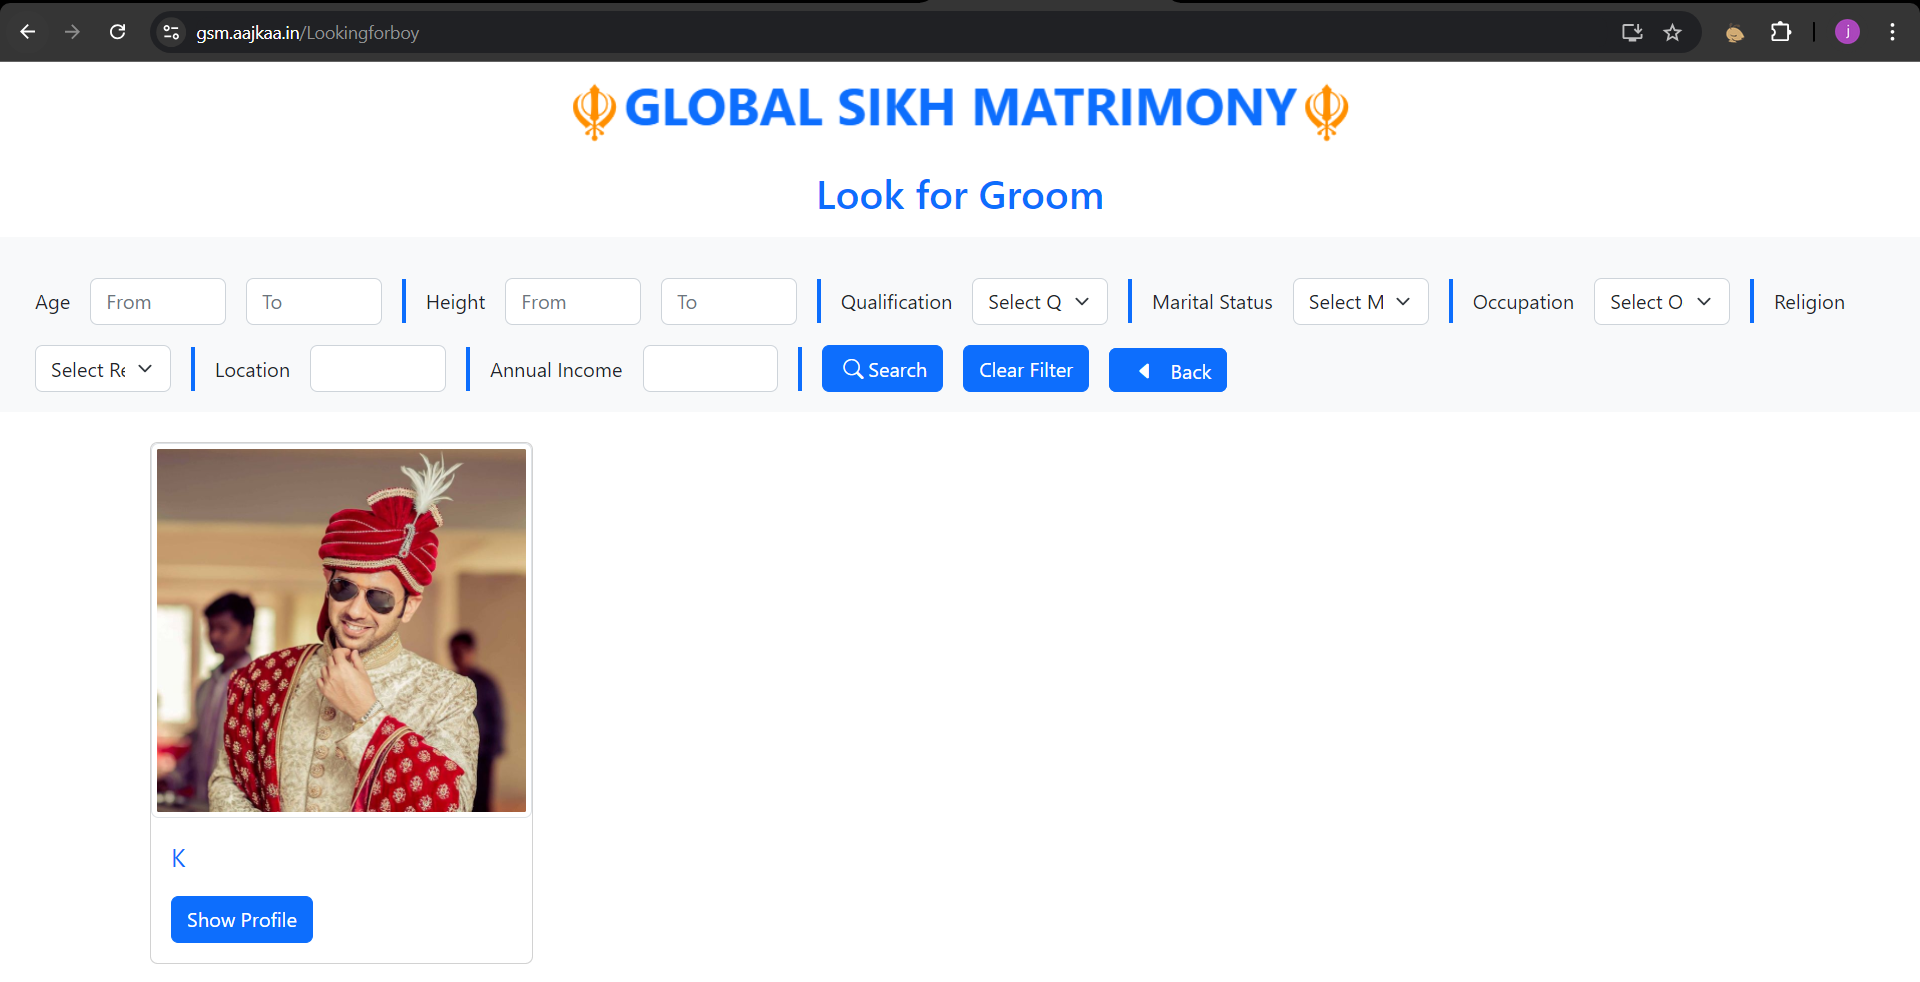 gsm.aajkaa.in/Lookingforboy
j
GLOBAL SIKH MATRIMONY
Look for Groom
Age From To Height From To Qualification Select Q Marital Status Select M Occupation Select O Religion
Select Re Location Annual Income Search Clear Filter Back
K
Show Profile